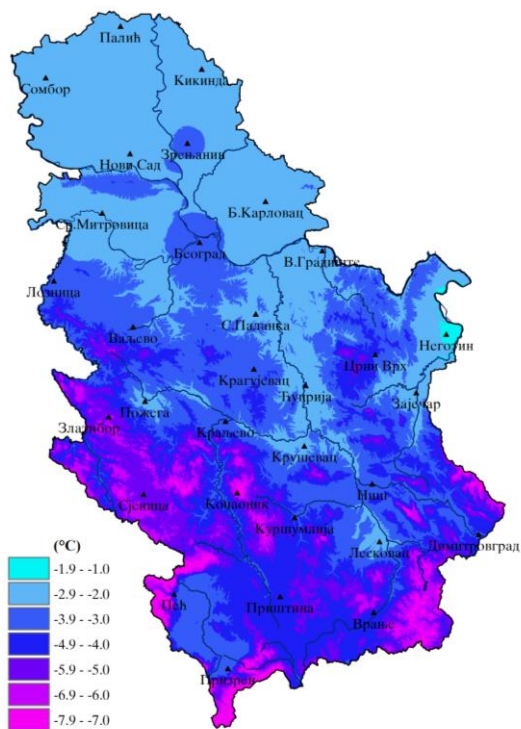 Палић
Сомбор
Кикинда
Зрењанин
Нови Сад
Б.Карловац
Ср.Митровица
Београд
В.Градиште
Лозница
С.Паланка
Ваљево
Неготин
Црни Врх
Крагујевац
Ћуприја
Пожега
Зајечар
Златибор
Краљево
Крушевац
Сјеница
Копаоник
Ниш
Куршумлија
Лесковац
Димитровград
(°C)
-1.9 - -1.0
-2.9 - -2.0
-3.9 - -3.0
-4.9 - -4.0
-5.9 - -5.0
-6.9 - -6.0
-7.9 - -7.0
Пећ
Приштина
Врање
Призрен